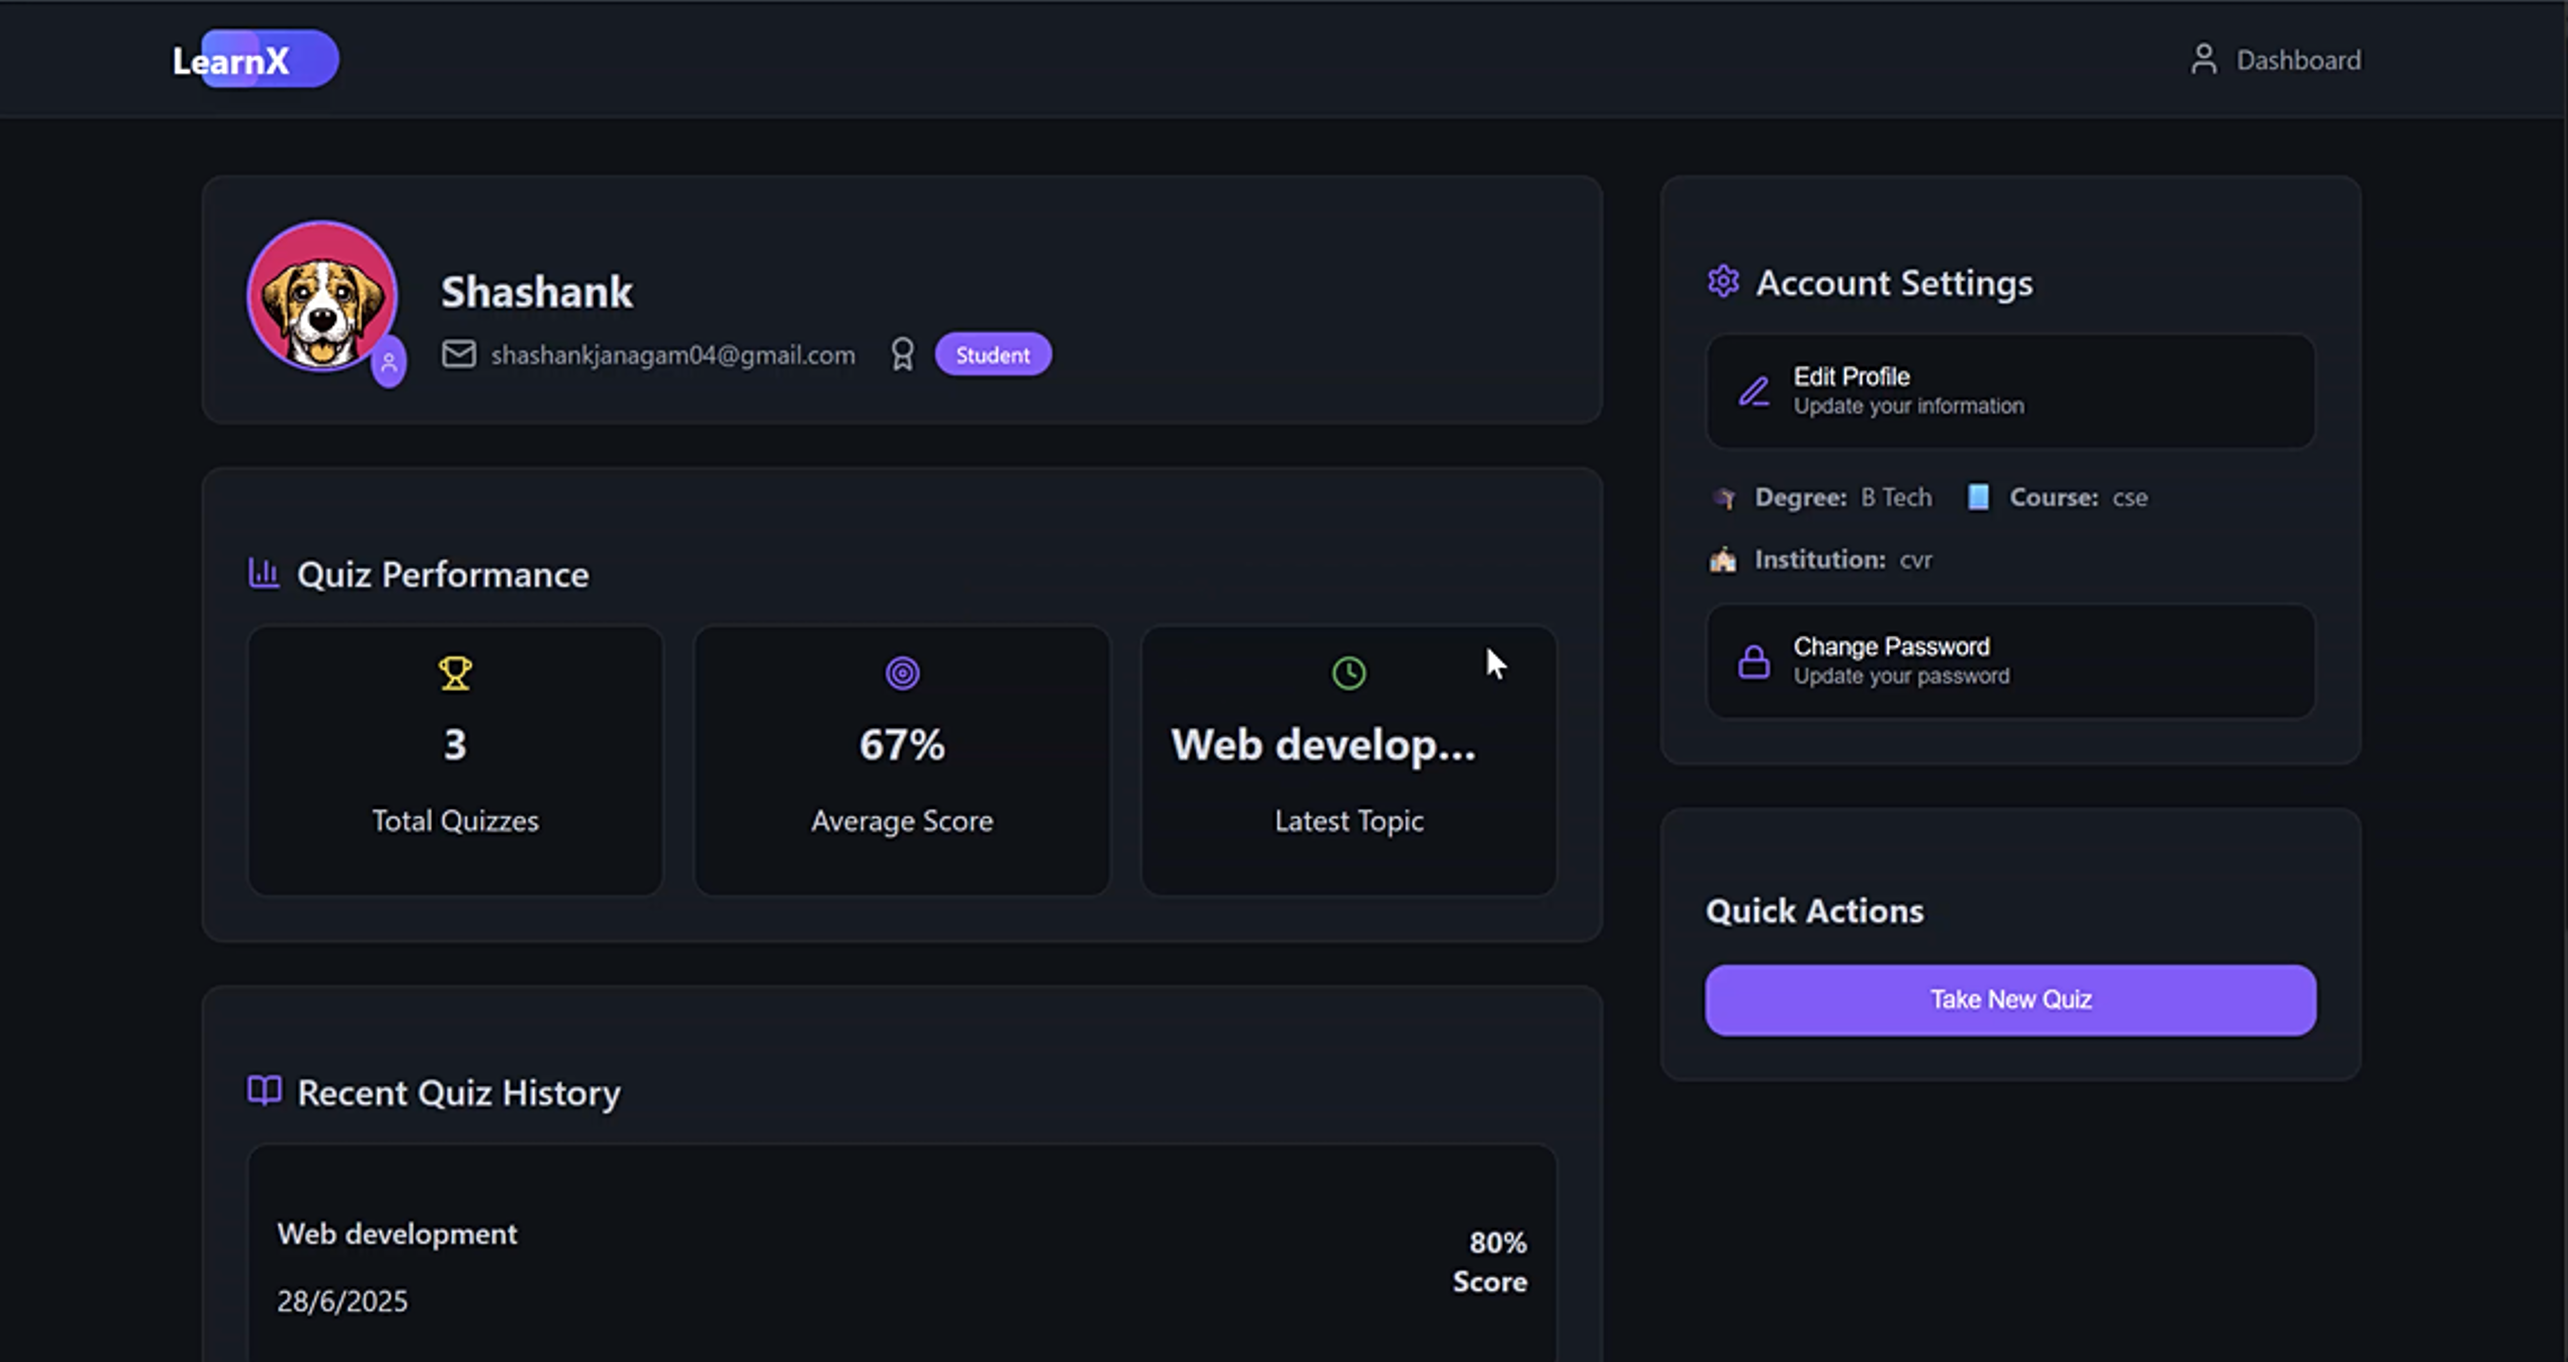 LearnX
Dashboard
Shashank
shashankjanagam04@gmail.com
Student
Quiz Performance
3
Total Quizzes
67%
Average Score
Web develop...
Latest Topic
Recent Quiz History
Web development
28/6/2025
80%
Score
Account Settings
Edit Profile
Update your information
Degree: B Tech
Course: cse
Institution: cvr
Change Password
Update your password
Quick Actions
Take New Quiz